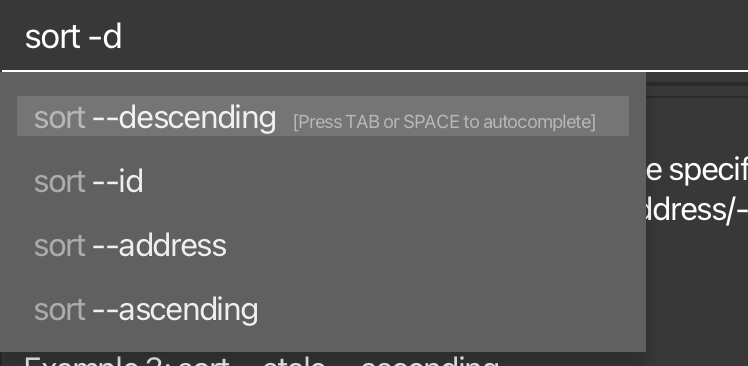 sort -d
sort --descending [Press TAB or SPACE to autocomplete]
sort --id
e specif
ddress/-
sort --address
sort --ascending
Example 2: sort --stale --ascending